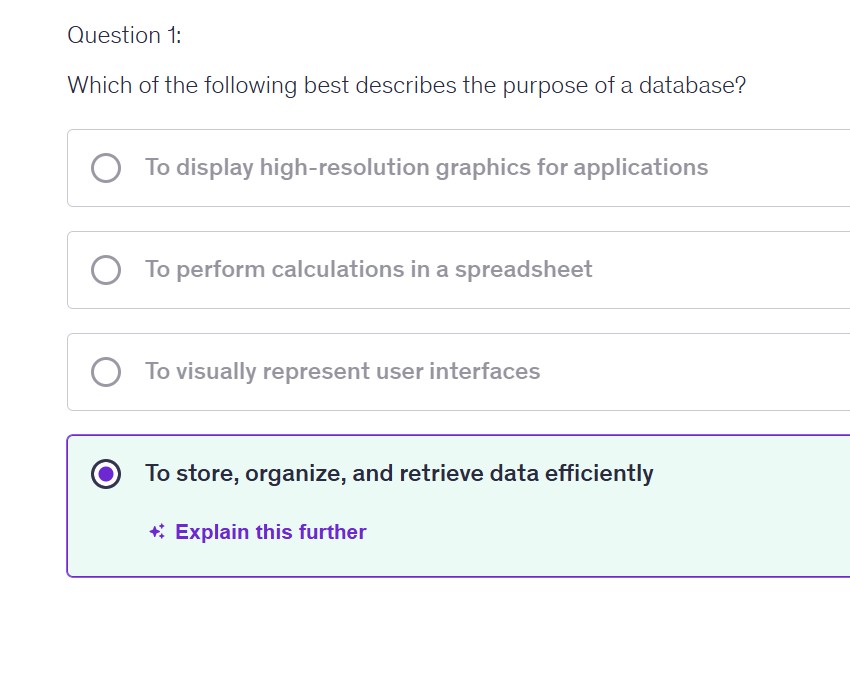 Question 1:
Which of the following best describes the purpose of a database?
To display high-resolution graphics for applications
To perform calculations in a spreadsheet
To visually represent user interfaces
To store, organize, and retrieve data efficiently
Explain this further